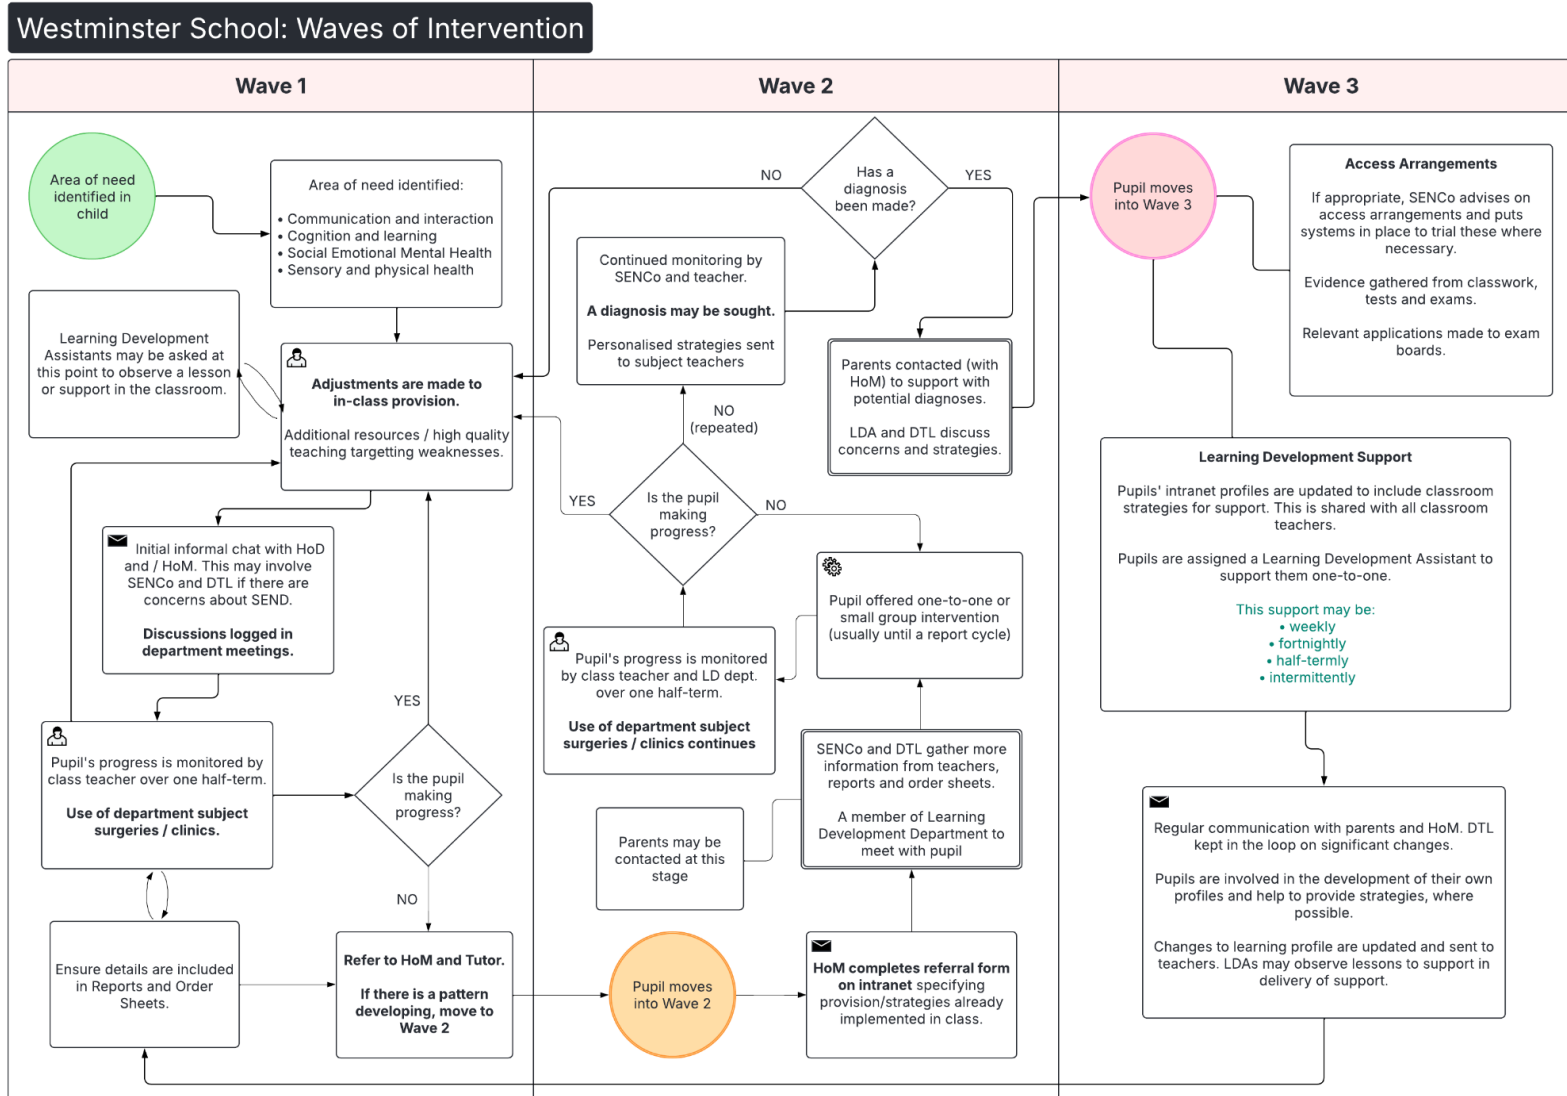 Westminster School: Waves of Intervention
Wave 1
Wave 2
Wave 3
Area of need
identified in
child
Area of need identified:
• Communication and interaction
• Cognition and learning
• Social Emotional Mental Health
• Sensory and physical health
Learning Development
Assistants may be asked at
this point to observe a lesson
or support in the classroom.
Adjustments are made to
in-class provision.
Additional resources / high quality
teaching targetting weaknesses.
Initial informal chat with HoD
and / HoM. This may involve
SENCo and DTL if there are
concerns about SEND.
Discussions logged in
department meetings.
Pupil's progress is monitored by
class teacher over one half-term.
Use of department subject
surgeries / clinics.
YES
Is the pupil
making
progress?
NO
Ensure details are included
in Reports and Order
Sheets.
Refer to HoM and Tutor.
If there is a pattern
developing, move to
Wave 2
Pupil moves
into Wave 2
HoM completes referral form
on intranet specifying
provision/strategies already
implemented in class.
SENCo and DTL gather more
information from teachers,
reports and order sheets.
A member of Learning
Development Department to
meet with pupil
Parents may be
contacted at this
stage
Pupil offered one-to-one or
small group intervention
(usually until a report cycle)
Pupil's progress is monitored
by class teacher and LD dept.
over one half-term.
Use of department subject
surgeries / clinics continues
Is the pupil
making
progress?
YES
NO
NO
(repeated)
Continued monitoring by
SENCo and teacher.
A diagnosis may be sought.
Personalised strategies sent
to subject teachers
Has a
diagnosis
been made?
NO
YES
Parents contacted (with
HoM) to support with
potential diagnoses.
LDA and DTL discuss
concerns and strategies.
Pupil moves
into Wave 3
Access Arrangements
If appropriate, SENCo advises on
access arrangements and puts
systems in place to trial these where
necessary.
Evidence gathered from classwork,
tests and exams.
Relevant applications made to exam
boards.
Learning Development Support
Pupils' intranet profiles are updated to include classroom
strategies for support. This is shared with all classroom
teachers.
Pupils are assigned a Learning Development Assistant to
support them one-to-one.
This support may be:
• weekly
• fortnightly
• half-termly
• intermittently
Regular communication with parents and HoM. DTL
kept in the loop on significant changes.
Pupils are involved in the development of their own
profiles and help to provide strategies, where
possible.
Changes to learning profile are updated and sent to
teachers. LDAs may observe lessons to support in
delivery of support.